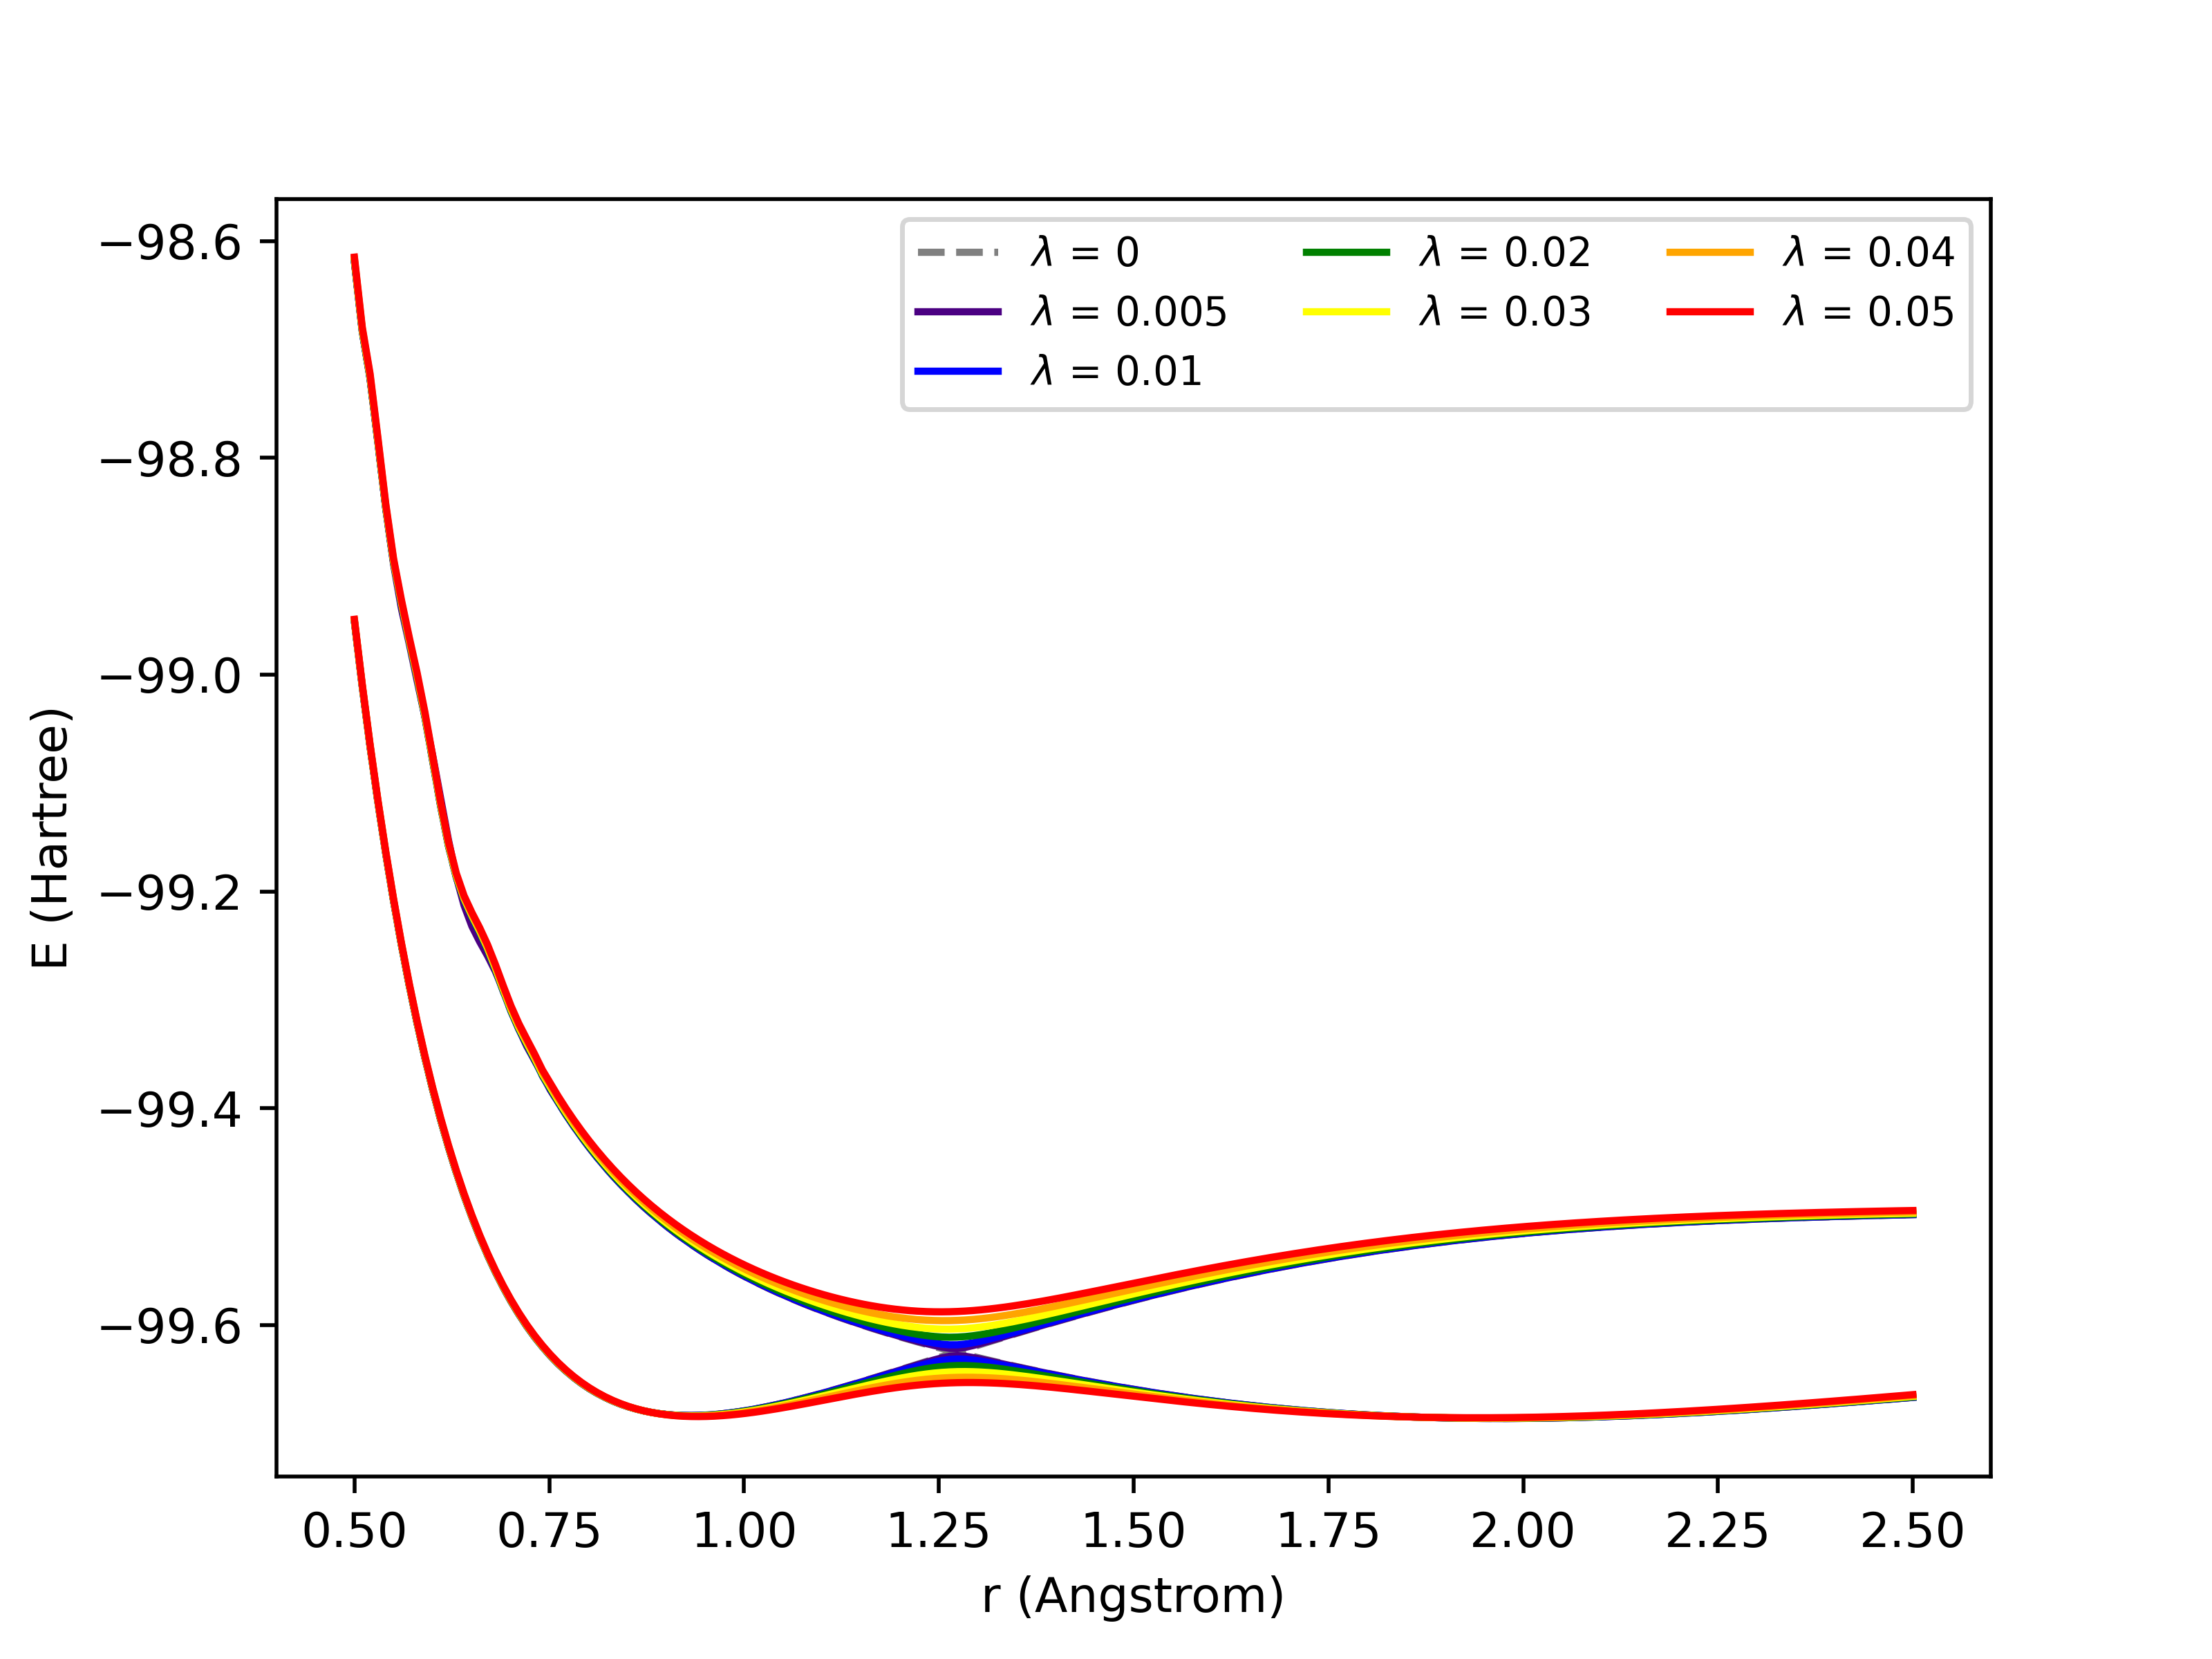 λ = 0
λ = 0.005
λ = 0.01
λ = 0.02
λ = 0.03
λ = 0.04
λ = 0.05
−98.6
−98.8
−99.0
−99.2
−99.4
−99.6
E (Hartree)
0.50 0.75 1.00 1.25 1.50 1.75 2.00 2.25 2.50
r (Angstrom)